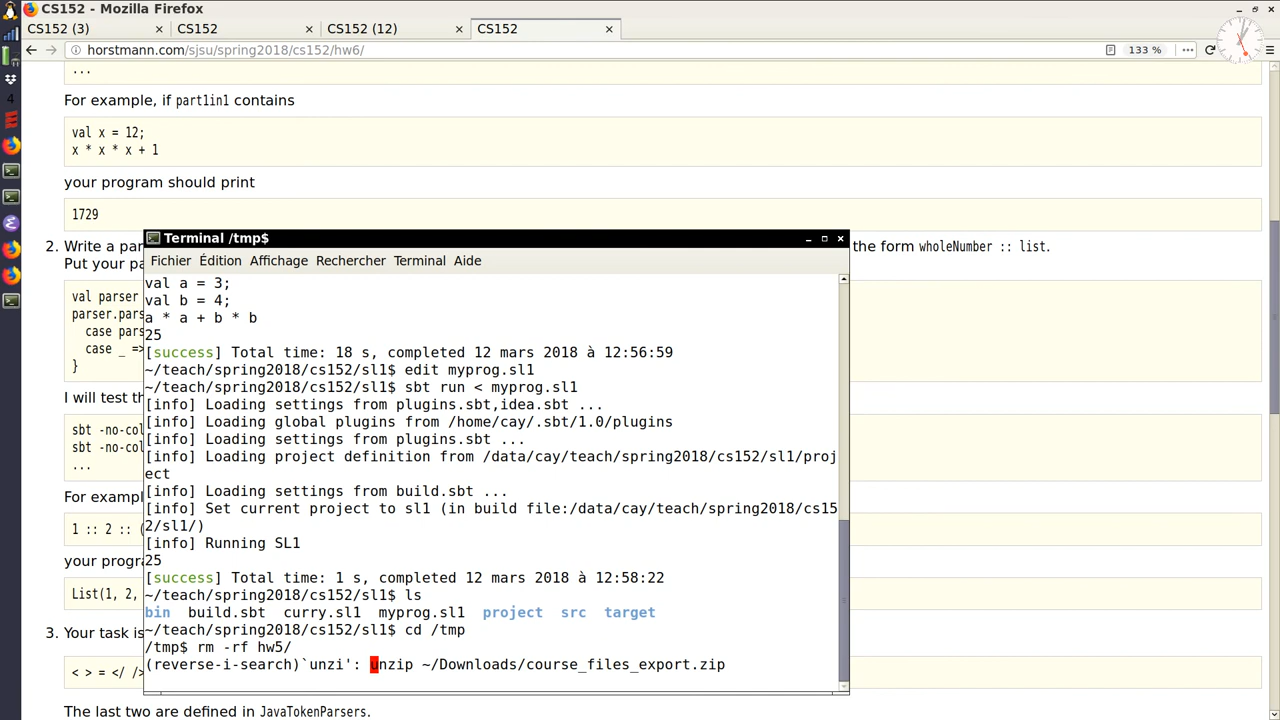 CS152 - Mozilla Firefox
CS152 (3) × CS152 × CS152 (12) × CS152 ×
horstmann.com/sjsu/spring2018/cs152/hw6/ 133 %
4
...
For example, if part1in1 contains
val x = 12;
x * x * x + 1
your program should print
1729
2. Write a par
the form wholeNumber :: list.
Put your pa
val parser
parser.pars
case pars
case _ =>
}
I will test th
sbt -no-col
sbt -no-col
...
For exampl
1 :: 2 :: (
your progra
List(1, 2,
3. Your task is
< > = </ />
The last two are defined in JavaTokenParsers.
Terminal /tmp$
Fichier Édition Affichage Rechercher Terminal Aide
val a = 3;
val b = 4;
a * a + b * b
25
[success] Total time: 18 s, completed 12 mars 2018 à 12:56:59
~/teach/spring2018/cs152/sl1$ edit myprog.sl1
~/teach/spring2018/cs152/sl1$ sbt run < myprog.sl1
[info] Loading settings from plugins.sbt,idea.sbt ...
[info] Loading global plugins from /home/cay/.sbt/1.0/plugins
[info] Loading settings from plugins.sbt ...
[info] Loading project definition from /data/cay/teach/spring2018/cs152/sl1/proj
ect
[info] Loading settings from build.sbt ...
[info] Set current project to sl1 (in build file:/data/cay/teach/spring2018/cs15
2/sl1/)
[info] Running SL1
25
[success] Total time: 1 s, completed 12 mars 2018 à 12:58:22
~/teach/spring2018/cs152/sl1$ ls
bin build.sbt curry.sl1 myprog.sl1 project src target
~/teach/spring2018/cs152/sl1$ cd /tmp
/tmp$ rm -rf hw5/
(reverse-i-search)`unzi': unzip ~/Downloads/course_files_export.zip